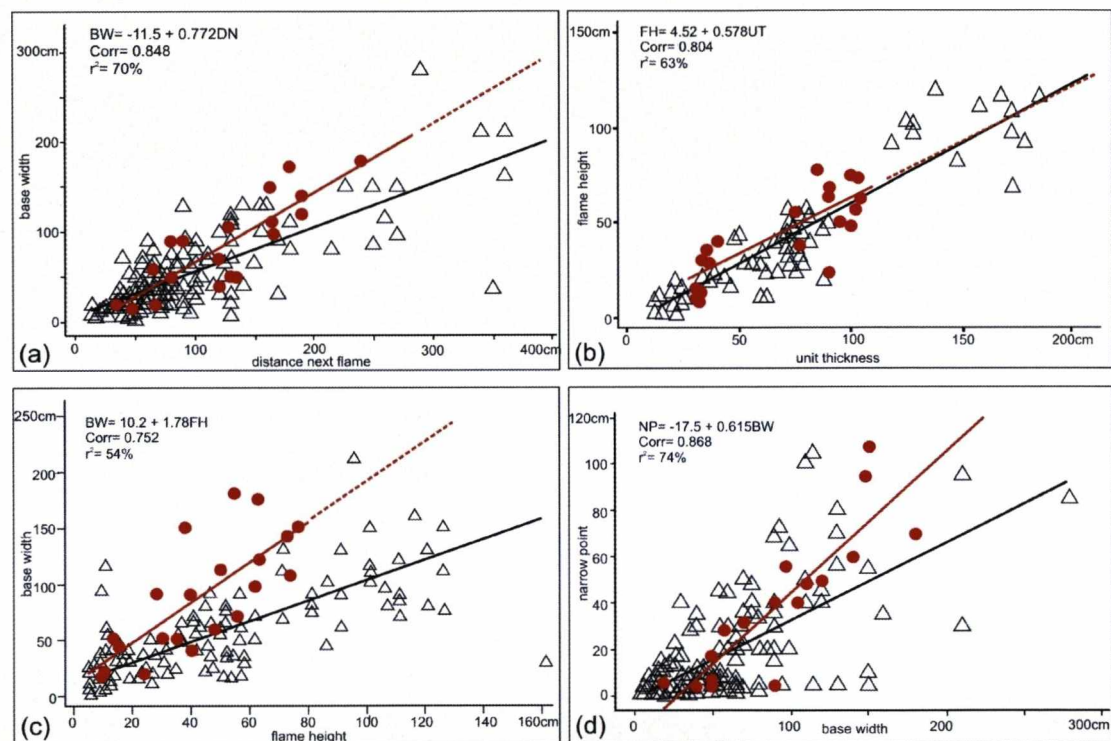 BW= -11.5 + 0.772DN
Corr= 0.848
r²= 70%
300cm
200
100
0
base width
0 100 200 300 400cm
distance next flame
(a)
FH= 4.52 + 0.578UT
Corr= 0.804
r²= 63%
100
50
0
flame height
0 50 100 150 200cm
unit thickness
(b)
BW= 10.2 + 1.78FH
Corr= 0.752
r²= 54%
250cm
200
150
100
50
0
base width
0 20 40 60 80 100 120 140 160cm
flame height
(c)
NP= -17.5 + 0.615BW
Corr= 0.868
r²= 74%
120cm
100
80
60
40
20
0
narrow point
0 100 200 300cm
base width
(d)